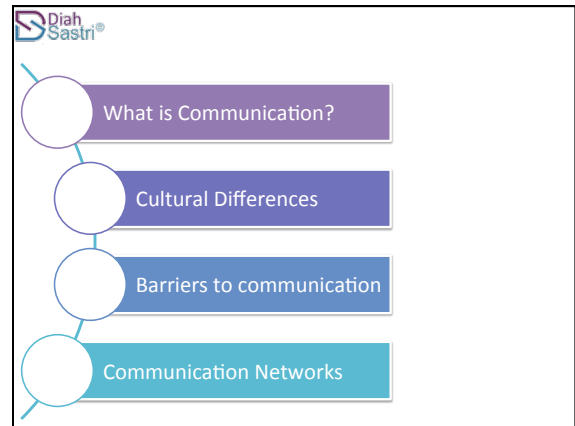 Diah
Sastri®
What is Communication?
Cultural Differences
Barriers to communication
Communication Networks